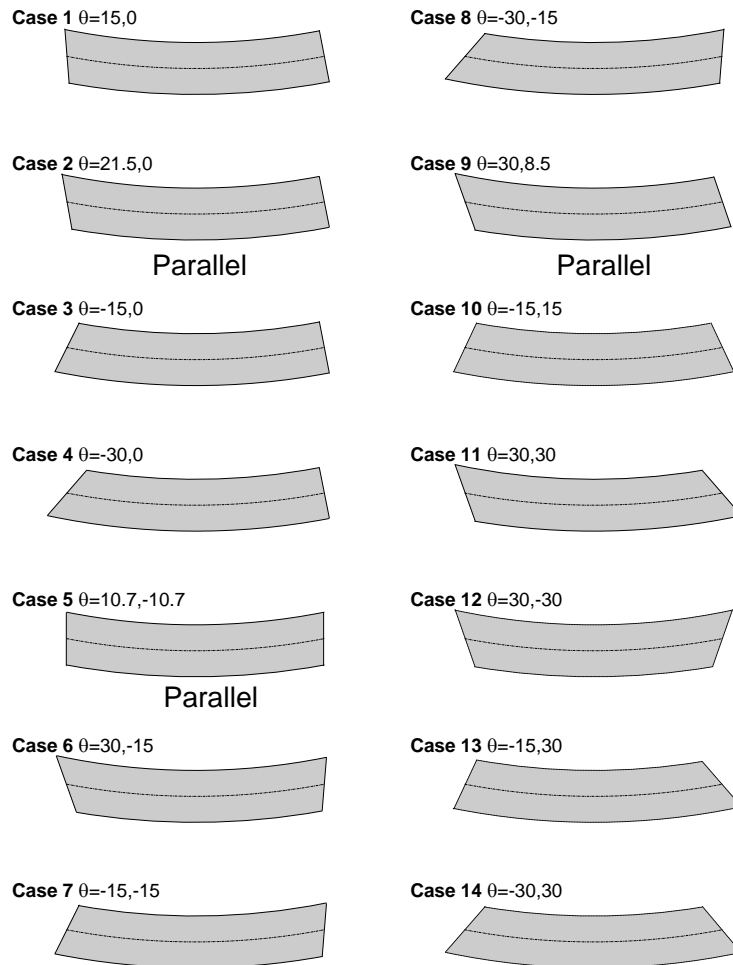 Case 1 θ=15,0
Case 2 θ=21.5,0
Parallel
Case 3 θ=-15,0
Case 4 θ=-30,0
Case 5 θ=10.7,-10.7
Parallel
Case 6 θ=30,-15
Case 7 θ=-15,-15
Case 8 θ=-30,-15
Case 9 θ=30,8.5
Parallel
Case 10 θ=-15,15
Case 11 θ=30,30
Case 12 θ=30,-30
Case 13 θ=-15,30
Case 14 θ=-30,30